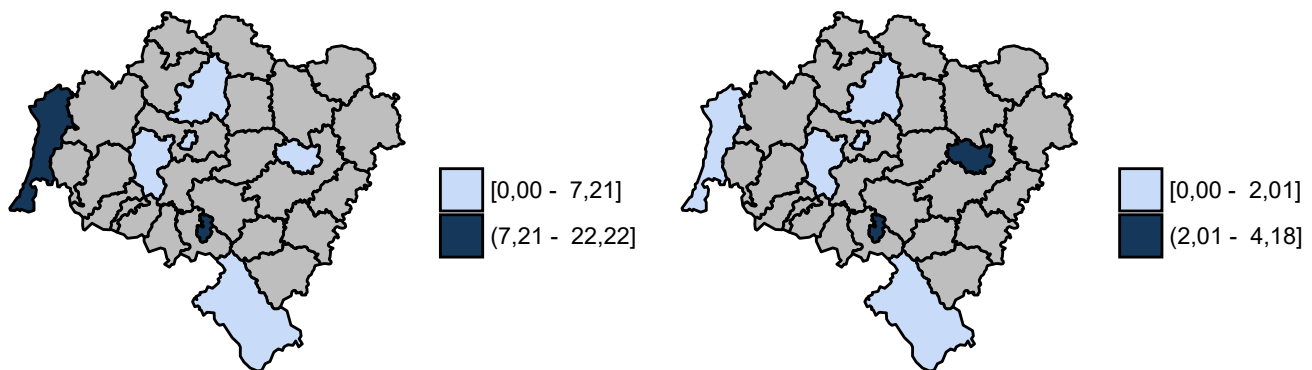 [0,00 - 7,21]
(7,21 - 22,22]
[0,00 - 2,01]
(2,01 - 4,18]